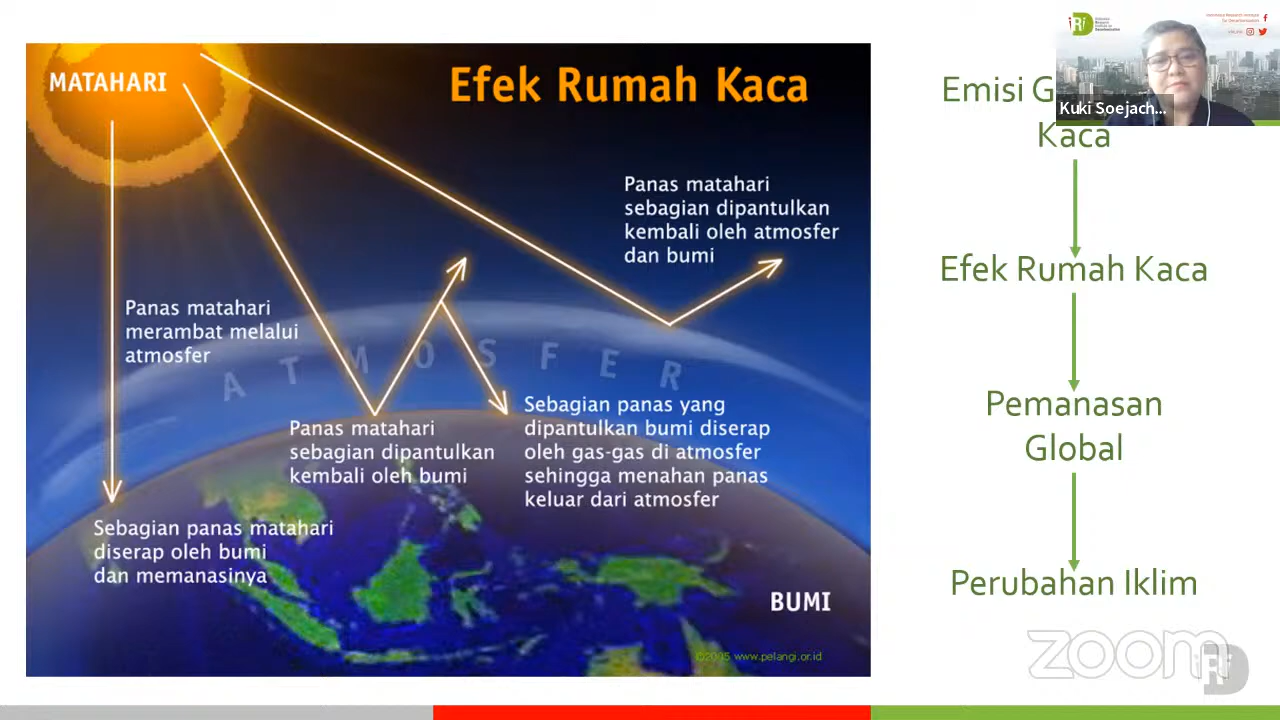 MATAHARI
Efek Rumah Kaca
Panas matahari
sebagian dipantulkan
kembali oleh atmosfer
dan bumi
Panas matahari
merambat melalui
atmosfer
ATMOSFER
Panas matahari
sebagian dipantulkan
kembali oleh bumi
Sebagian panas yang
dipantulkan bumi diserap
oleh gas-gas di atmosfer
sehingga menahan panas
keluar dari atmosfer
Sebagian panas matahari
diserap oleh bumi
dan memanasinya
BUMI
©2005 www.pelangi.or.id
iRiD
Kuki Soejach...
Emisi G
Kaca
Efek Rumah Kaca
Pemanasan
Global
Perubahan Iklim
zoom
iRiD